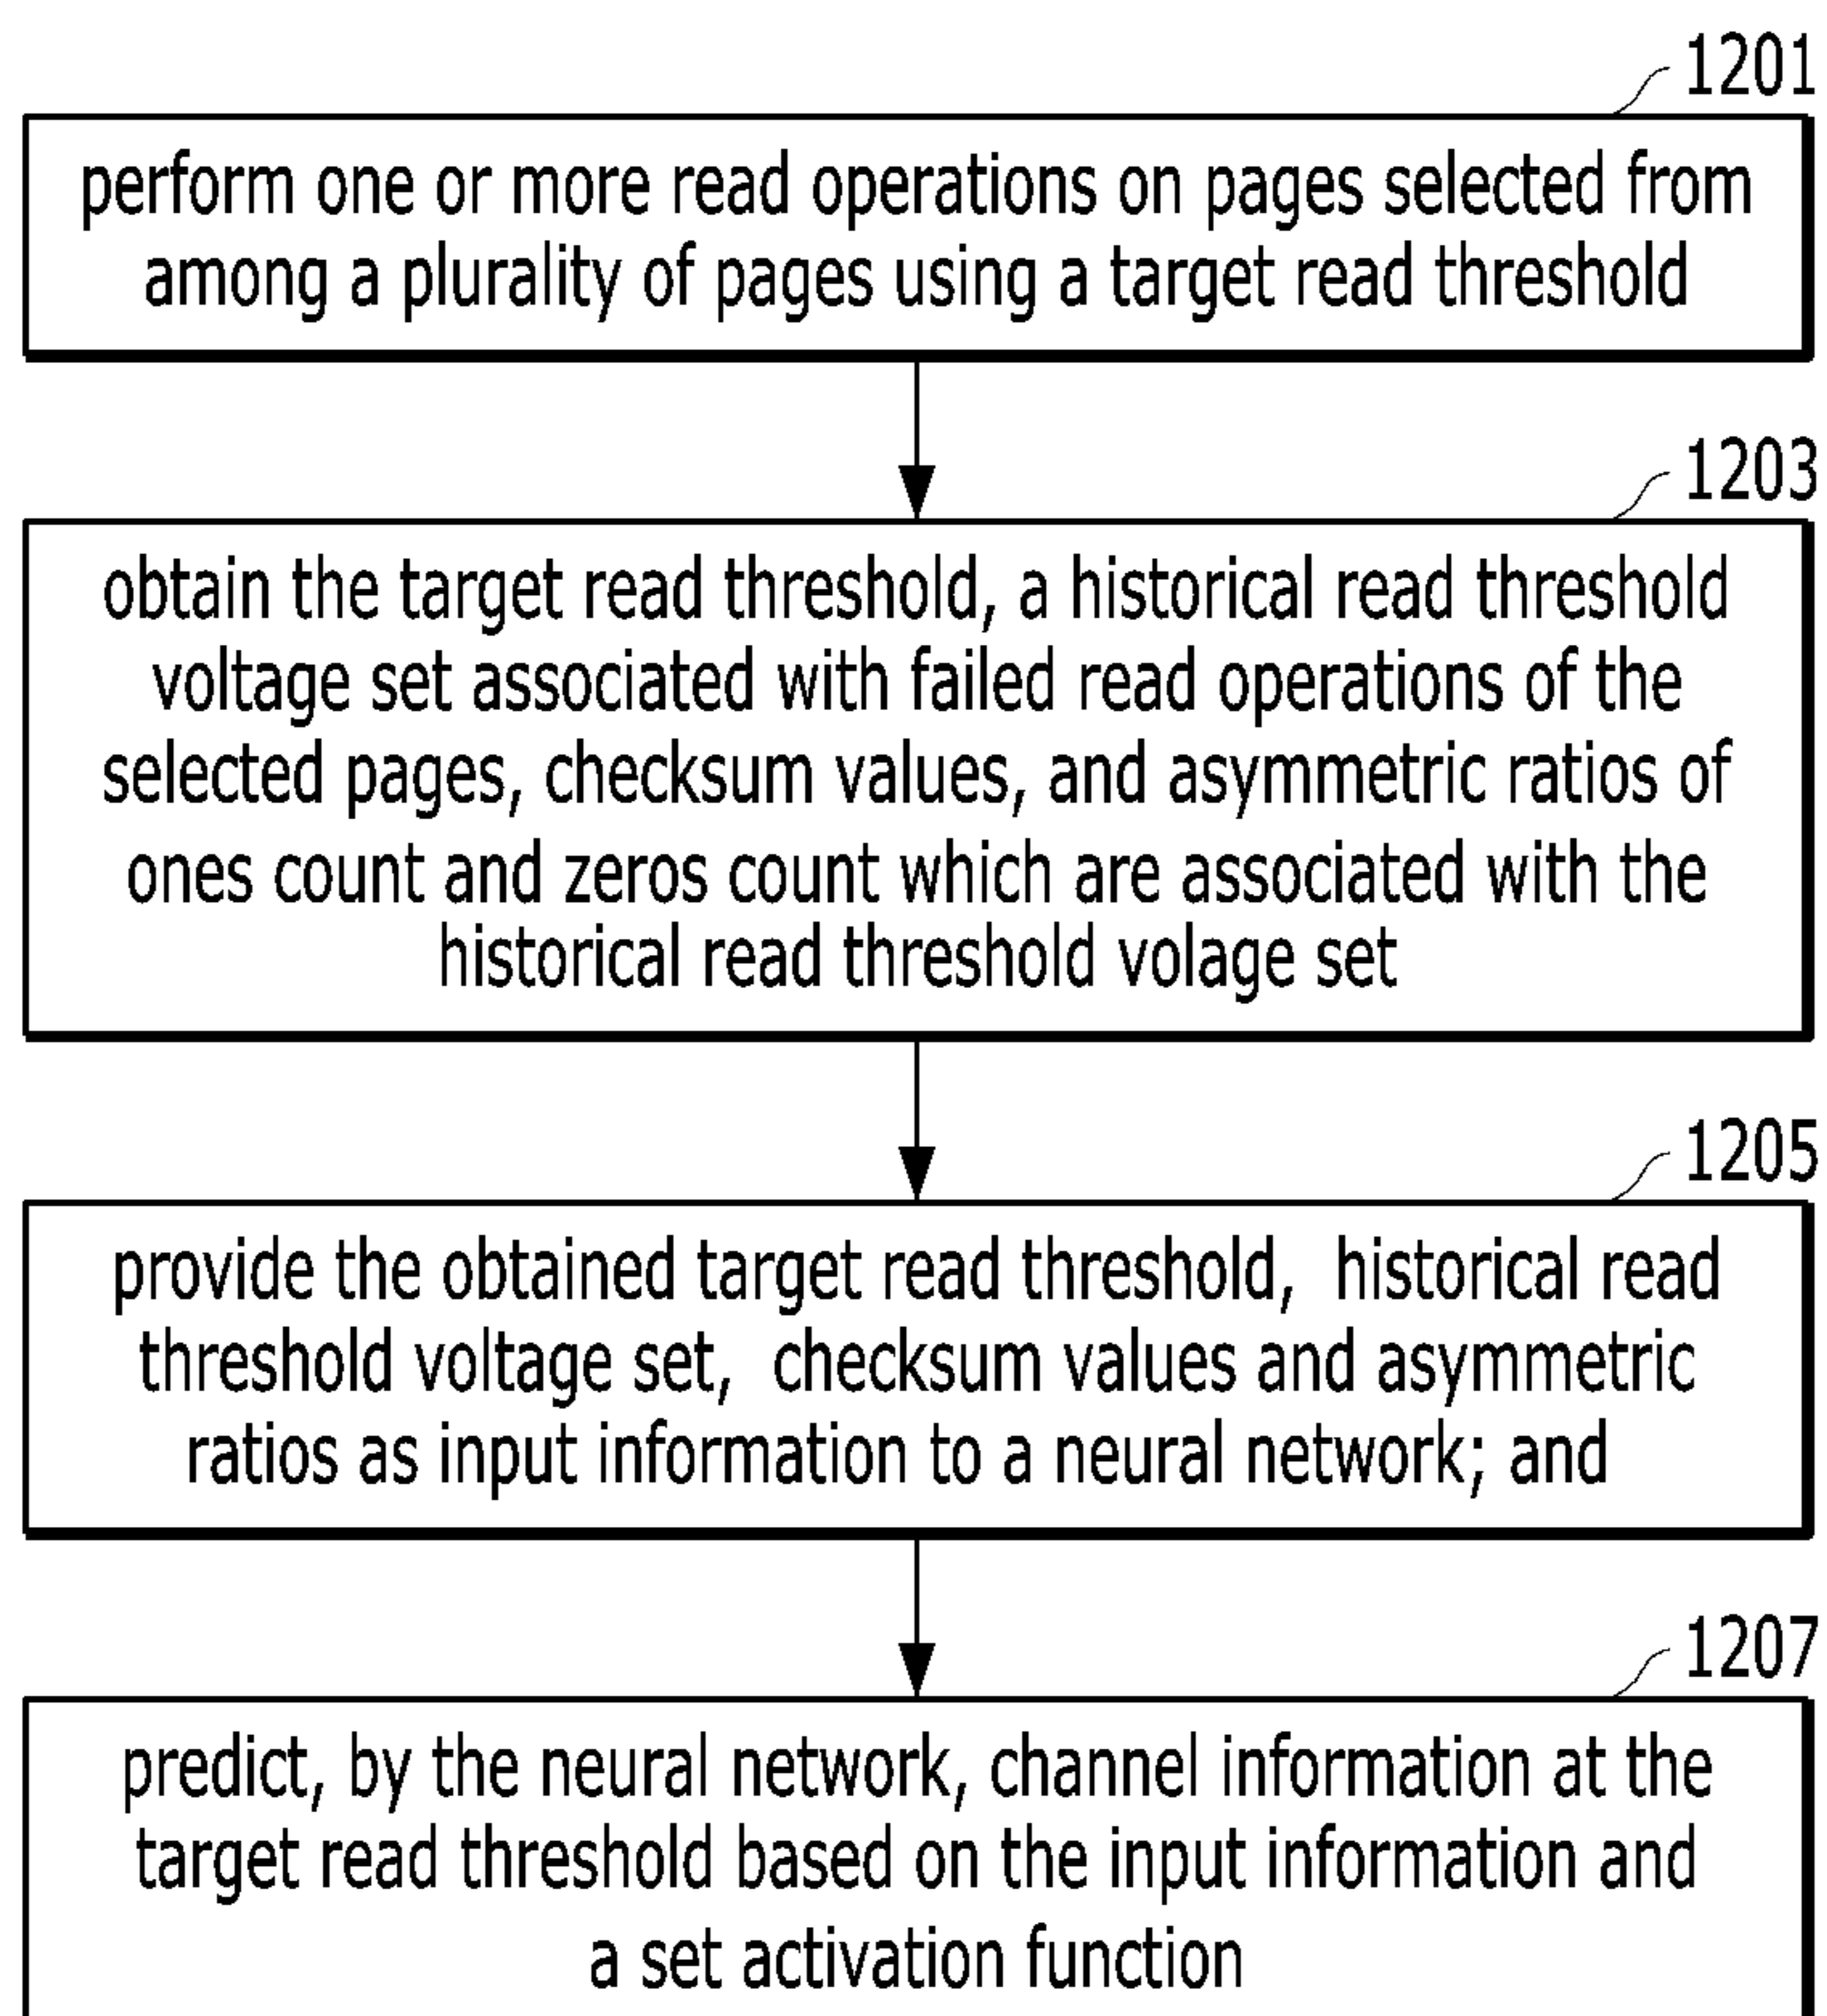 1201
perform one or more read operations on pages selected from
among a plurality of pages using a target read threshold
1203
obtain the target read threshold, a historical read threshold
voltage set associated with failed read operations of the
selected pages, checksum values, and asymmetric ratios of
ones count and zeros count which are associated with the
historical read threshold volage set
1205
provide the obtained target read threshold, historical read
threshold voltage set, checksum values and asymmetric
ratios as input information to a neural network; and
1207
predict, by the neural network, channel information at the
target read threshold based on the input information and
a set activation function